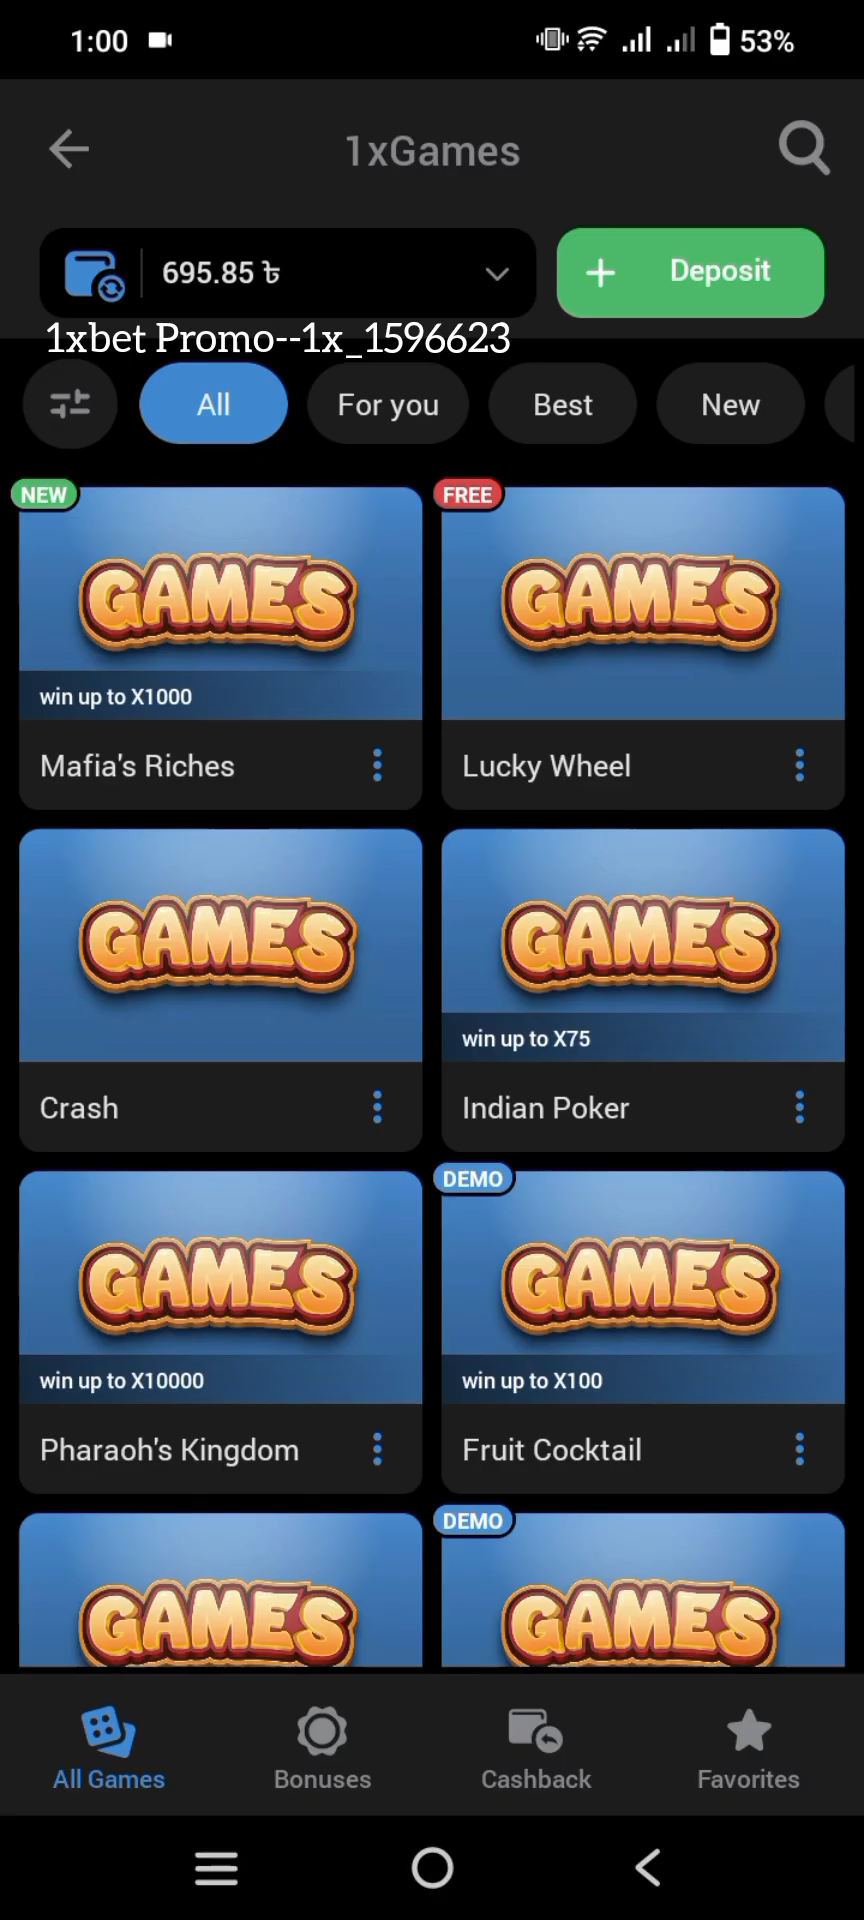 1:00 53%
1xGames
695.85 ৳ + Deposit
1xbet Promo--1x_1596623
All For you Best New
NEW FREE
GAMES GAMES
win up to X1000
Mafia's Riches Lucky Wheel
GAMES GAMES
win up to X75
Crash Indian Poker
DEMO
GAMES GAMES
win up to X10000 win up to X100
Pharaoh's Kingdom Fruit Cocktail
DEMO
GAMES GAMES
All Games Bonuses Cashback Favorites